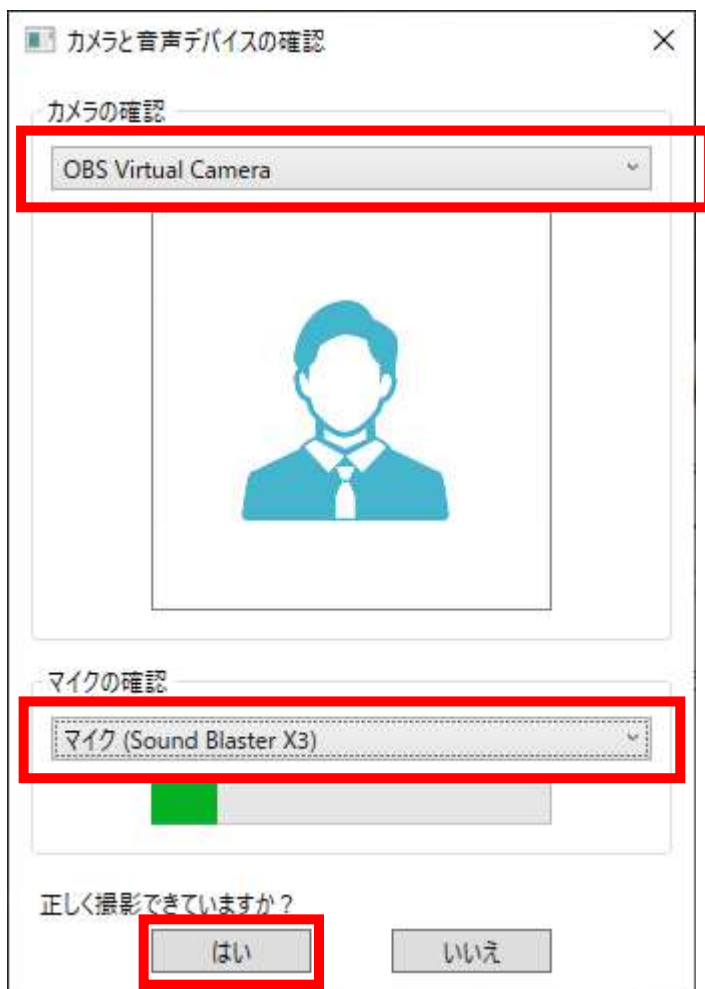 カメラと音声デバイスの確認
カメラの確認
OBS Virtual Camera
マイクの確認
マイク (Sound Blaster X3)
正しく撮影できていますか？
はい いいえ